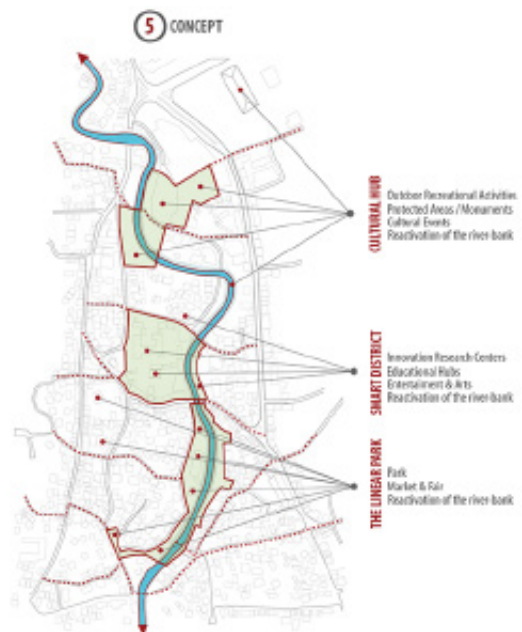 5 CONCEPT
CULTURAL HUB
Outdoor Recreational Activities
Protected Areas / Monuments
Cultural Events
Reactivation of the river-bank
SMART DISTRICT
Innovation Research Centers
Educational Hubs
Entertaiment & Arts
Reactivation of the river-bank
THE LINEAR PARK
Park
Market & Fair
Reactivation of the river-bank